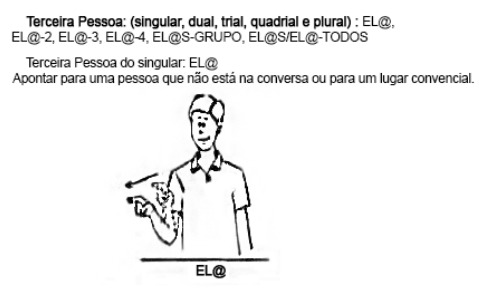 Terceira Pessoa: (singular, dual, trial, quadrial e plural) : EL@,
EL@-2, EL@-3, EL@-4, EL@S-GRUPO, EL@S/EL@-TODOS
Terceira Pessoa do singular: EL@
Apontar para uma pessoa que não está na conversa ou para um lugar convencial.
EL@